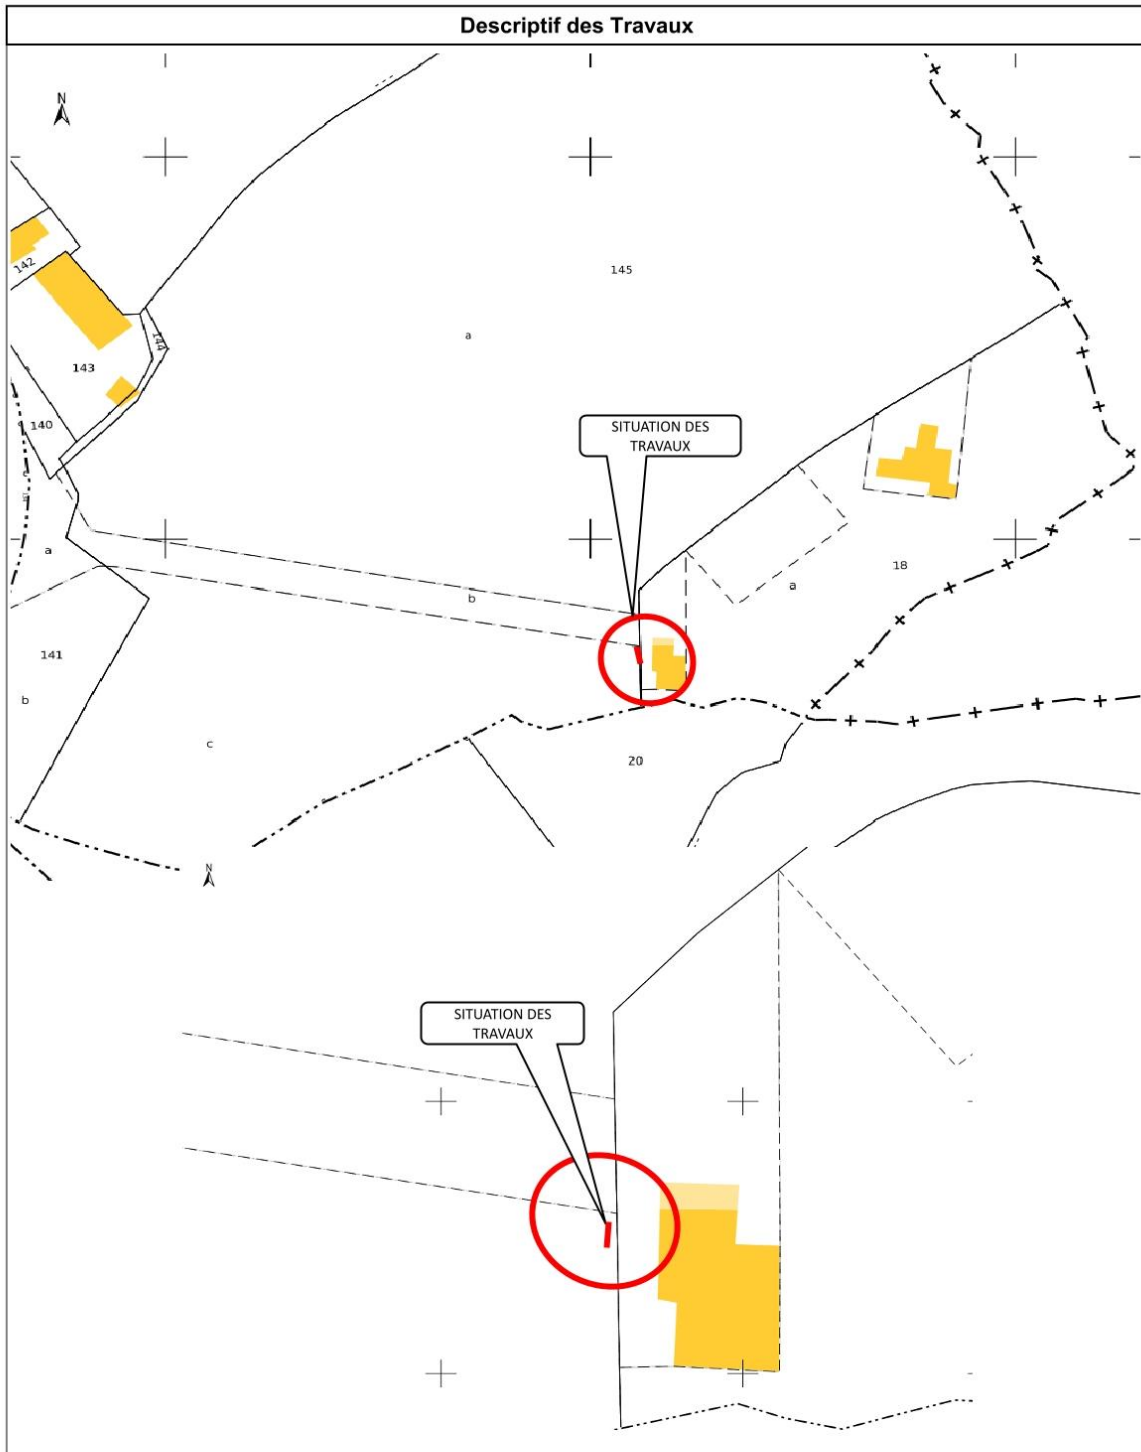 Descriptif des Travaux
N
145
142
a
144
143
SITUATION DES
TRAVAUX
140
a
18
a
b
141
b
c
20
N
SITUATION DES
TRAVAUX